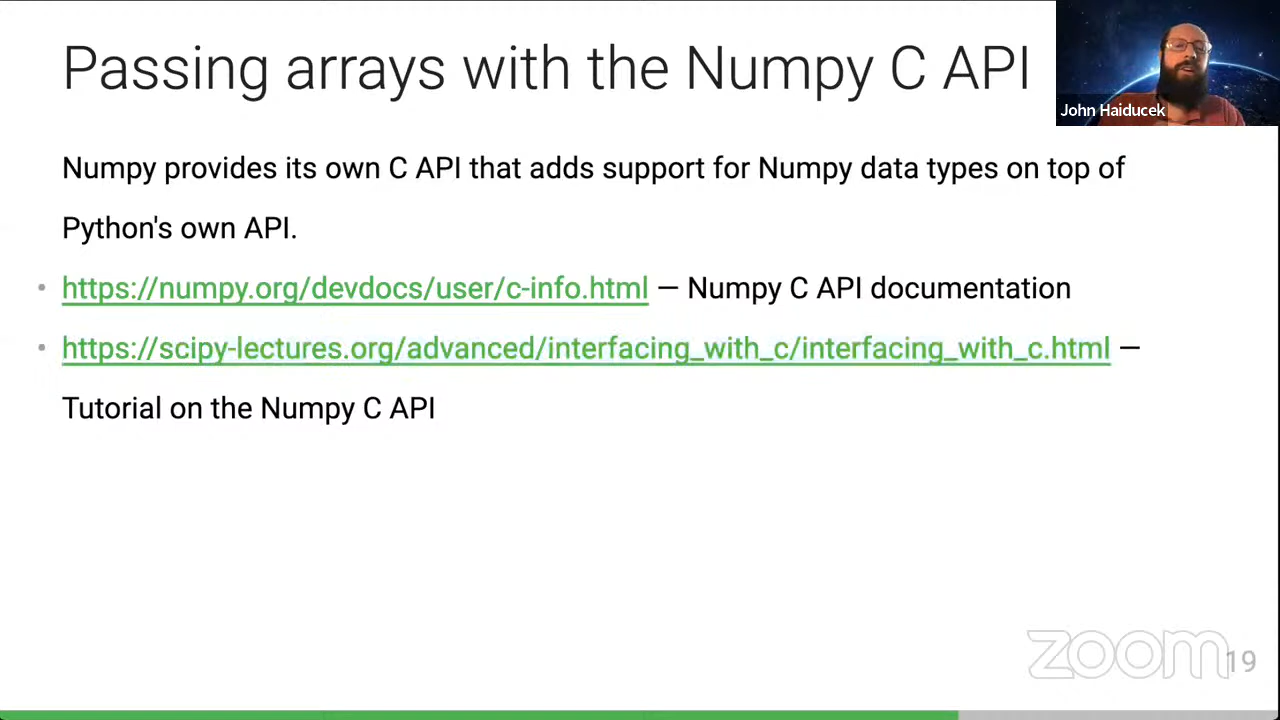 Passing arrays with the Numpy C API
John Haiducek
Numpy provides its own C API that adds support for Numpy data types on top of
Python's own API.
https://numpy.org/devdocs/user/c-info.html — Numpy C API documentation
https://scipy-lectures.org/advanced/interfacing_with_c/interfacing_with_c.html —
Tutorial on the Numpy C API
zoom
19